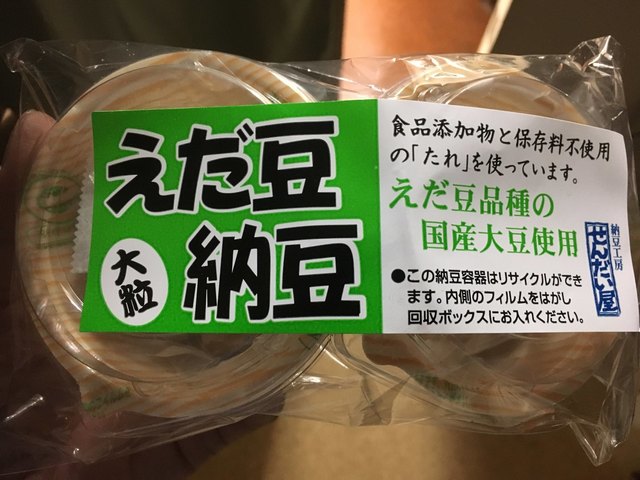 えだ豆
納豆
大粒
食品添加物と保存料不使用
の「たれ」を使っています。
えだ豆品種の
国産大豆使用
納豆工房
せんだい屋
●この納豆容器はリサイクルができ
ます。内側のフィルムをはがし
回収ボックスにお入れください。